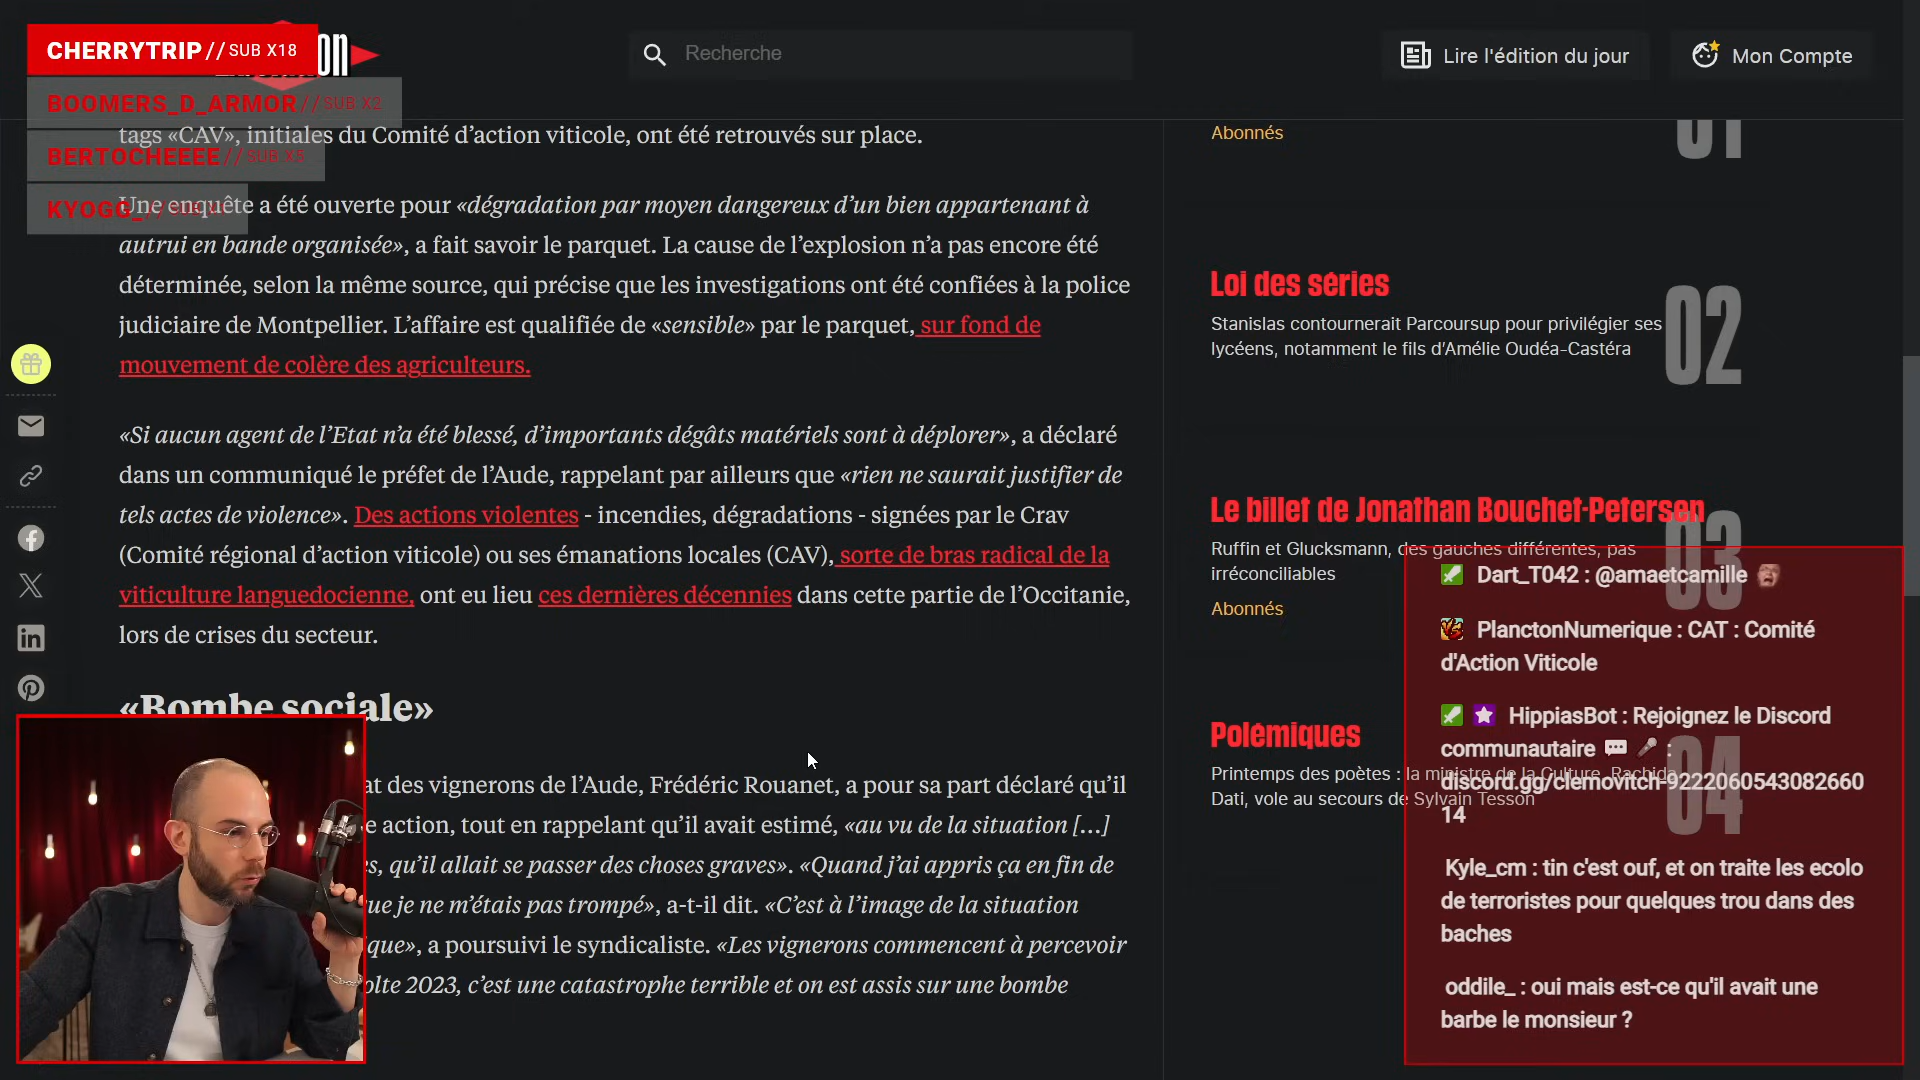 CHERRYTRIP // SUB X18
BOOMERS_D_ARMOR // SUB X2
BERTOCHEEEE // SUB X5
KYOGG_ //
Recherche
Lire l'édition du jour
Mon Compte
tags «CAV», initiales du Comité d’action viticole, ont été retrouvés sur place.
Une enquête a été ouverte pour «dégradation par moyen dangereux d’un bien appartenant à
autrui en bande organisée», a fait savoir le parquet. La cause de l’explosion n’a pas encore été
déterminée, selon la même source, qui précise que les investigations ont été confiées à la police
judiciaire de Montpellier. L’affaire est qualifiée de «sensible» par le parquet, sur fond de
mouvement de colère des agriculteurs.
«Si aucun agent de l’Etat n’a été blessé, d’importants dégâts matériels sont à déplorer», a déclaré
dans un communiqué le préfet de l’Aude, rappelant par ailleurs que «rien ne saurait justifier de
tels actes de violence». Des actions violentes - incendies, dégradations - signées par le Crav
(Comité régional d’action viticole) ou ses émanations locales (CAV), sorte de bras radical de la
viticulture languedocienne, ont eu lieu ces dernières décennies dans cette partie de l’Occitanie,
lors de crises du secteur.
«Bombe sociale»
at des vignerons de l’Aude, Frédéric Rouanet, a pour sa part déclaré qu’il
e action, tout en rappelant qu’il avait estimé, «au vu de la situation […]
s, qu’il allait se passer des choses graves». «Quand j’ai appris ça en fin de
ue je ne m’étais pas trompé», a-t-il dit. «C’est à l’image de la situation
que», a poursuivi le syndicaliste. «Les vignerons commencent à percevoir
olte 2023, c’est une catastrophe terrible et on est assis sur une bombe
Abonnés
01
Loi des séries
Stanislas contournerait Parcoursup pour privilégier ses
lycéens, notamment le fils d’Amélie Oudéa-Castéra
02
Le billet de Jonathan Bouchet-Petersen
Ruffin et Glucksmann, des gauches différentes, pas
irréconciliables
03
Abonnés
Polémiques
Printemps des poètes : la ministre de la Culture, Rachida
Dati, vole au secours de Sylvain Tesson
04
Dart_T042 : @amaetcamille
PlanctonNumerique : CAT : Comité
d'Action Viticole
HippiasBot : Rejoignez le Discord
communautaire :
discord.gg/clemovitch-9222060543082660
14
Kyle_cm : tin c'est ouf, et on traite les ecolo
de terroristes pour quelques trou dans des
baches
oddile_ : oui mais est-ce qu'il avait une
barbe le monsieur ?